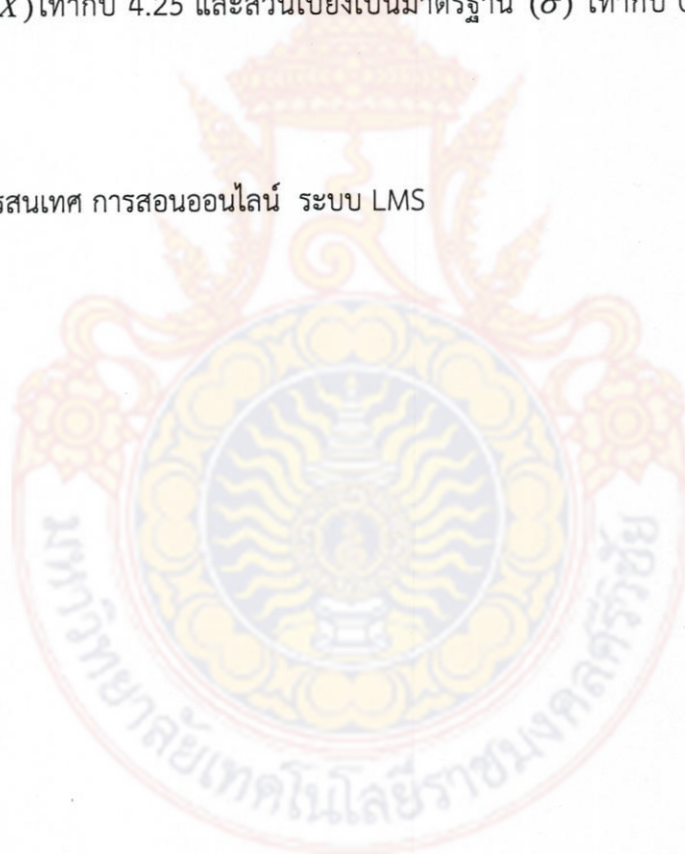 X)เท่ากับ 4.25 และส่วนเบี่ยงเบนมาตรฐาน (σ) เท่ากับ
รสนเทศ การสอนออนไลน์ ระบบ LMS
มหาวิทยาลัยเทคโนโลยีราชมงคลศรีวิชัย